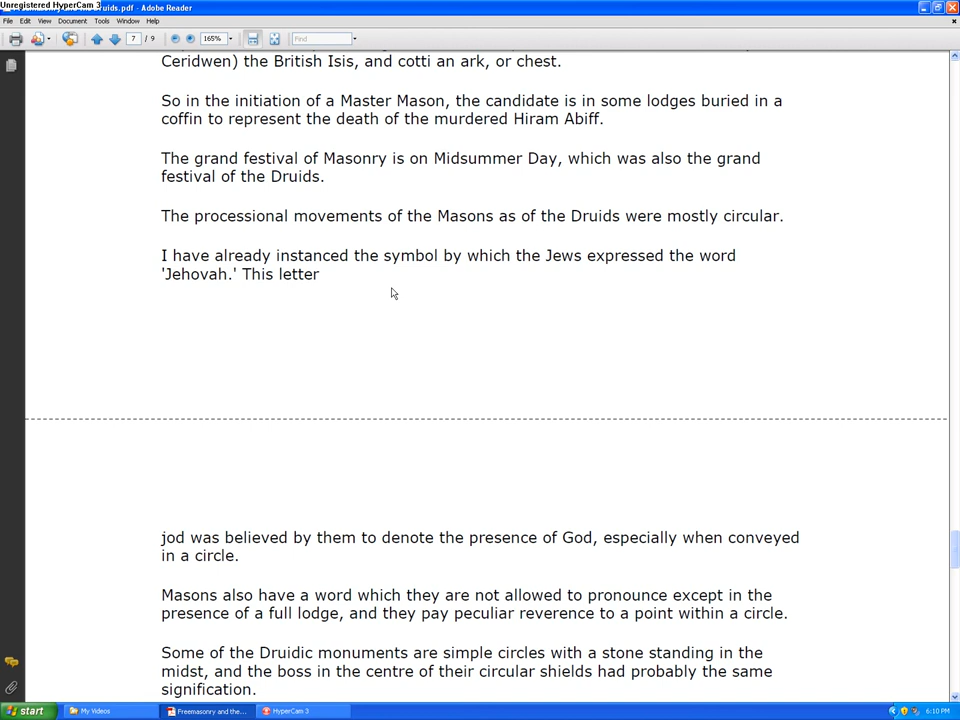 Unregistered HyperCam 3
uids.pdf - Adobe Reader
File Edit View Document Tools Window Help
7 / 9 165% Find
Ceridwen) the British Isis, and cotti an ark, or chest.
So in the initiation of a Master Mason, the candidate is in some lodges buried in a
coffin to represent the death of the murdered Hiram Abiff.
The grand festival of Masonry is on Midsummer Day, which was also the grand
festival of the Druids.
The processional movements of the Masons as of the Druids were mostly circular.
I have already instanced the symbol by which the Jews expressed the word
'Jehovah.' This letter
jod was believed by them to denote the presence of God, especially when conveyed
in a circle.
Masons also have a word which they are not allowed to pronounce except in the
presence of a full lodge, and they pay peculiar reverence to a point within a circle.
Some of the Druidic monuments are simple circles with a stone standing in the
midst, and the boss in the centre of their circular shields had probably the same
signification.
start My Videos Freemasonry and the... HyperCam 3 6:10 PM